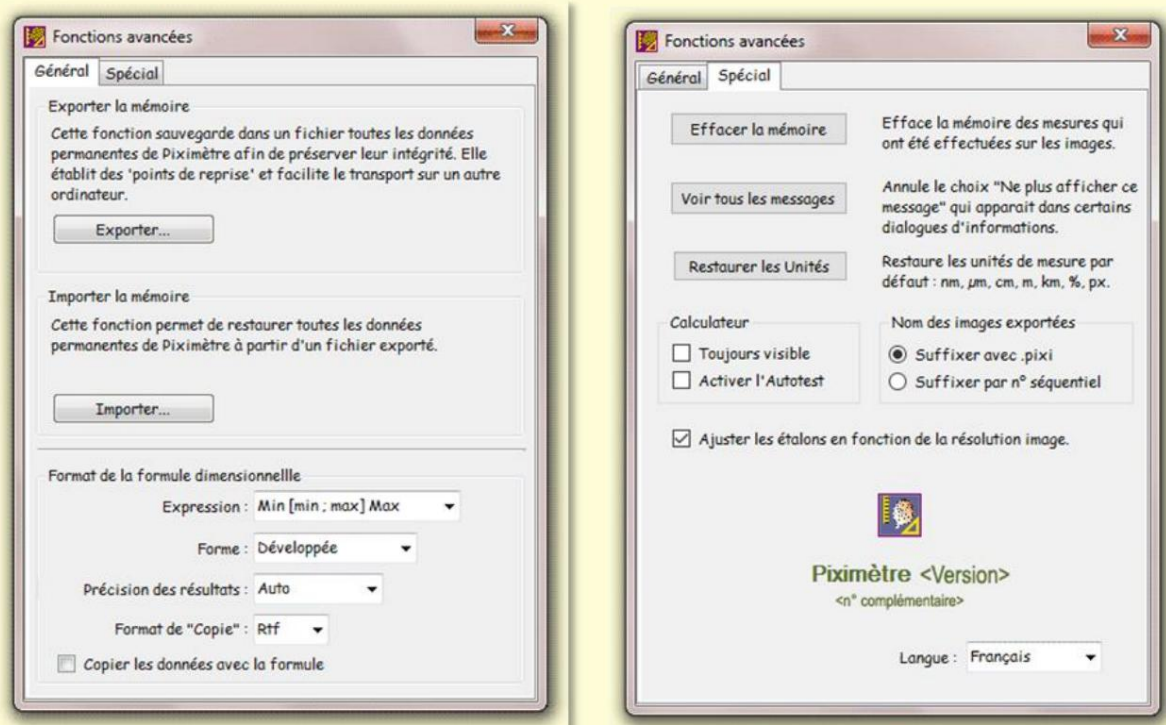 Fonctions avancées
Général
Spécial
Exporter la mémoire
Cette fonction sauvegarde dans un fichier toutes les données
permanentes de Piximètre afin de préserver leur intégrité. Elle
établit des 'points de reprise' et facilite le transport sur un autre
ordinateur.
Exporter...
Importer la mémoire
Cette fonction permet de restaurer toutes les données
permanentes de Piximètre à partir d'un fichier exporté.
Importer...
Format de la formule dimensionnellle
Expression : Min [min ; max] Max
Forme : Développée
Précision des résultats : Auto
Format de "Copie" : Rtf
Copier les données avec la formule
Fonctions avancées
Général
Spécial
Effacer la mémoire
Efface la mémoire des mesures qui
ont été effectuées sur les images.
Voir tous les messages
Annule le choix "Ne plus afficher ce
message" qui apparait dans certains
dialogues d'informations.
Restaurer les Unités
Restaure les unités de mesure par
défaut : nm, µm, cm, m, km, %, px.
Calculateur
Toujours visible
Activer l'Autotest
Nom des images exportées
Suffixer avec .pixi
Suffixer par n° séquentiel
Ajuster les étalons en fonction de la résolution image.
Piximètre <Version>
<n° complémentaire>
Langue : Français